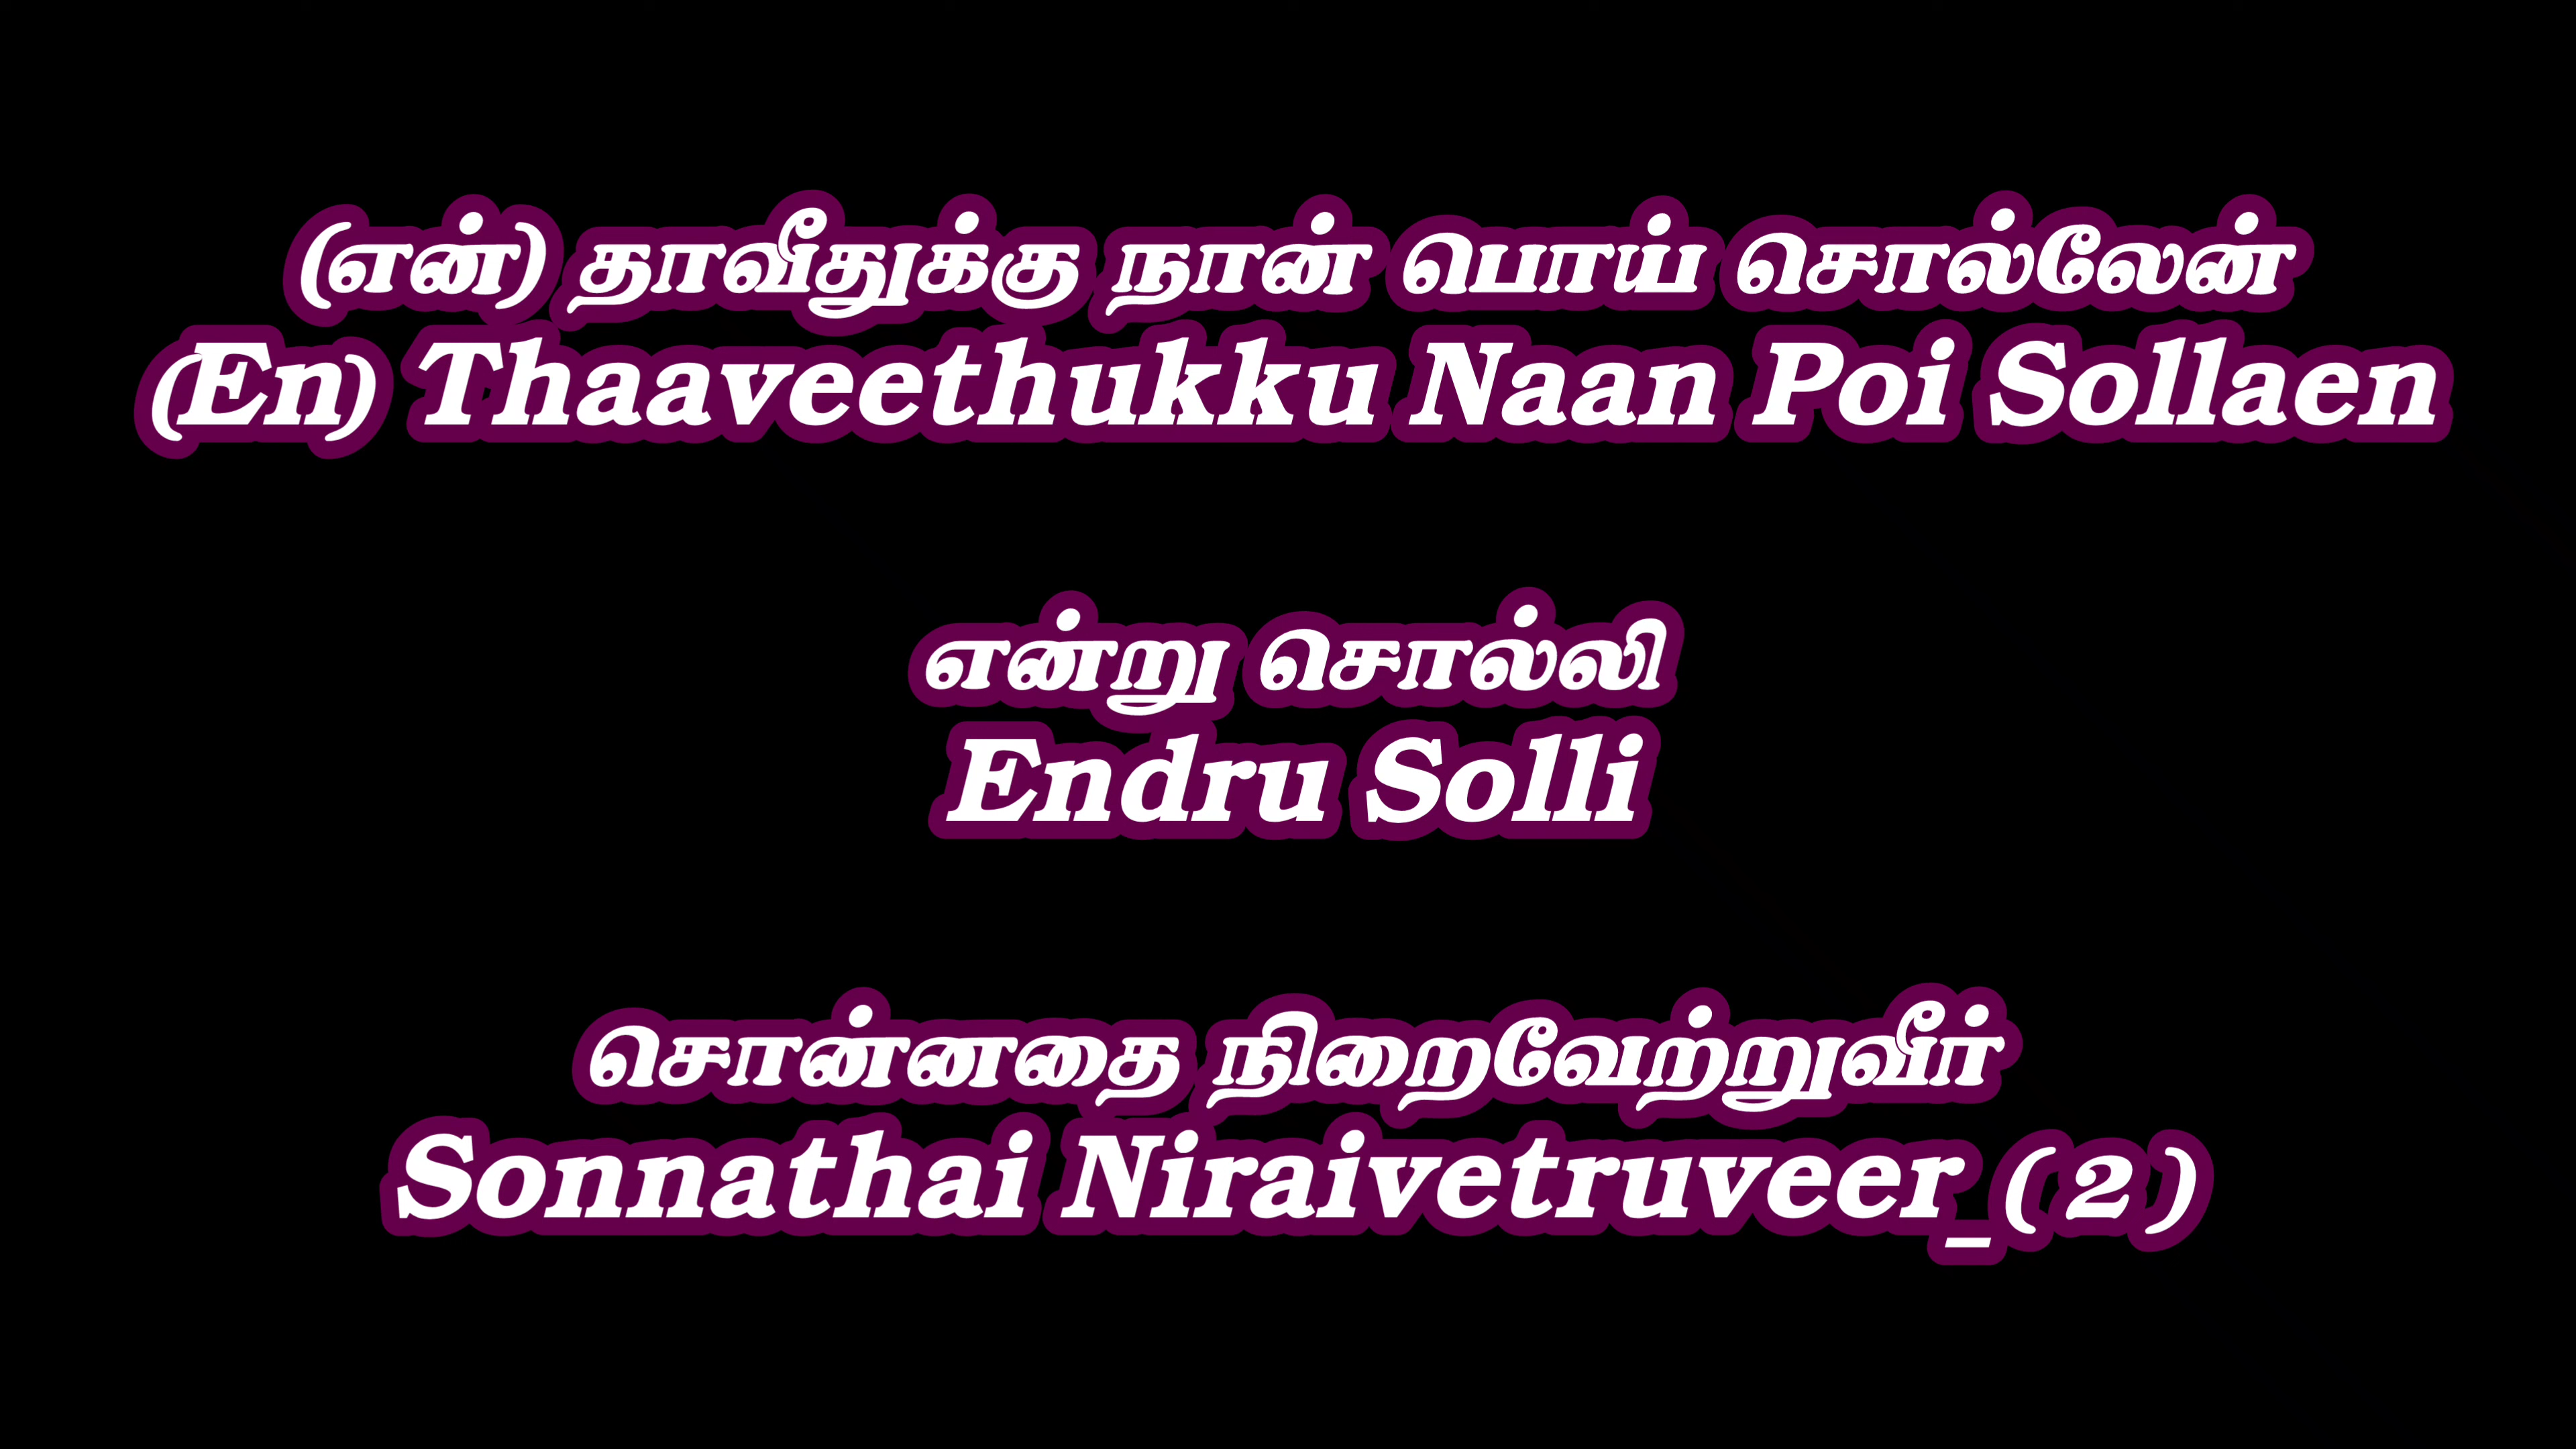 (என்) தாவீதுக்கு நான் பொய் சொல்லேன்
(En) Thaaveethukku Naan Poi Sollaen
என்று சொல்லி
Endru Solli
சொன்னதை நிறைவேற்றுவீர்
Sonnathai Niraivetruveer_(2)